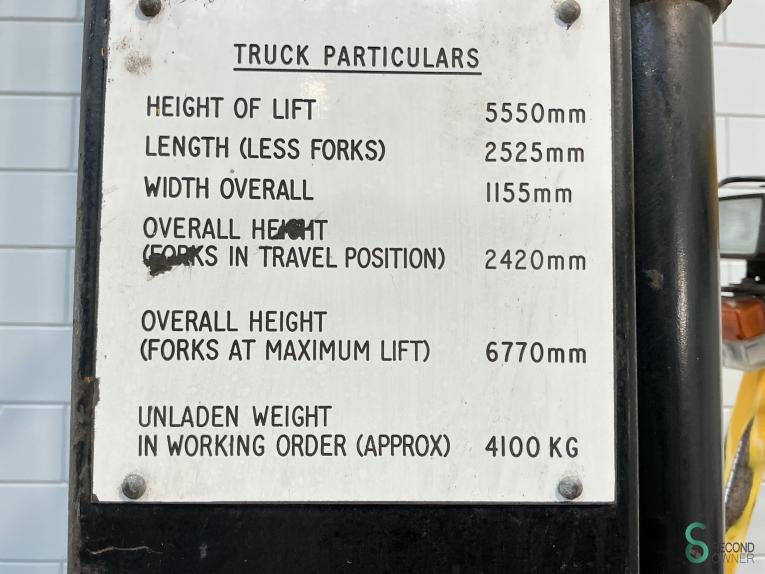 TRUCK PARTICULARS
HEIGHT OF LIFT 5550mm
LENGTH (LESS FORKS) 2525mm
WIDTH OVERALL 1155mm
OVERALL HEIGHT
(FORKS IN TRAVEL POSITION) 2420mm
OVERALL HEIGHT
(FORKS AT MAXIMUM LIFT) 6770mm
UNLADEN WEIGHT
IN WORKING ORDER (APPROX) 4100 KG
SECOND
OWNER